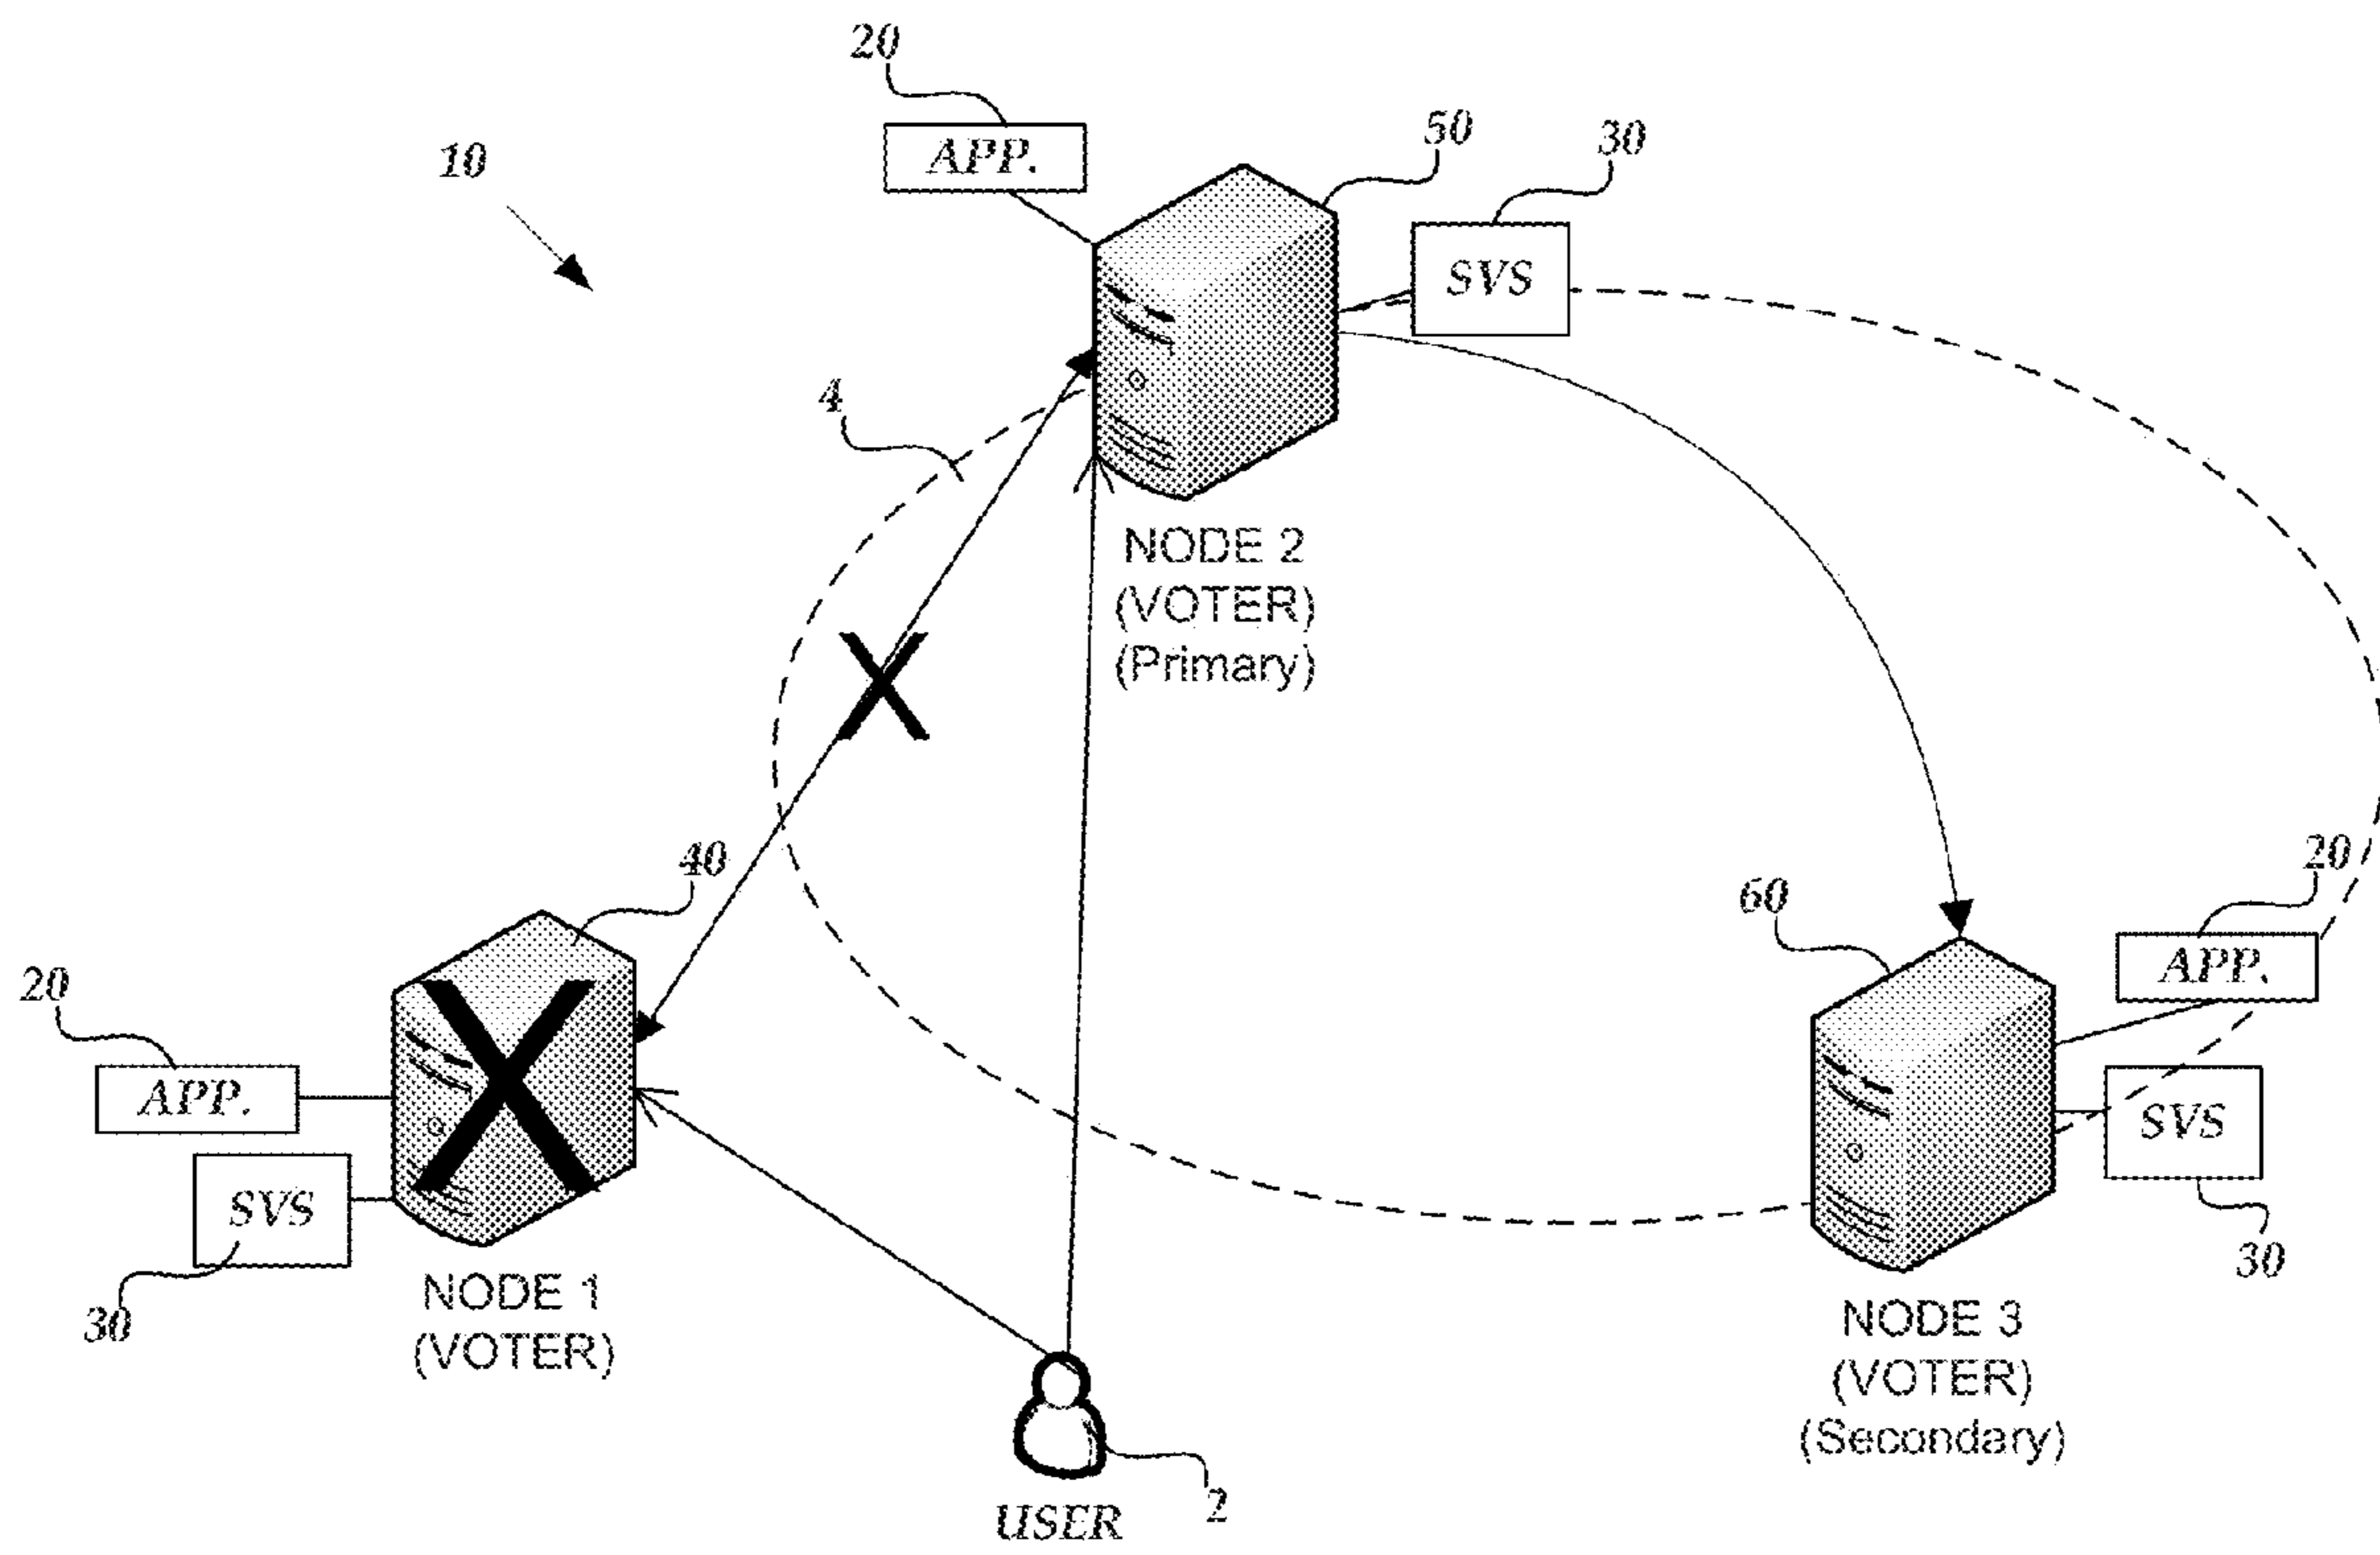 20
APP.
10
50
30
SVS
4
NODE 2
(VOTER)
(Primary)
X
40
20
APP.
SVS
30
X
NODE 1
(VOTER)
60
20
APP.
SVS
30
NODE 3
(VOTER)
(Secondary)
2
USER